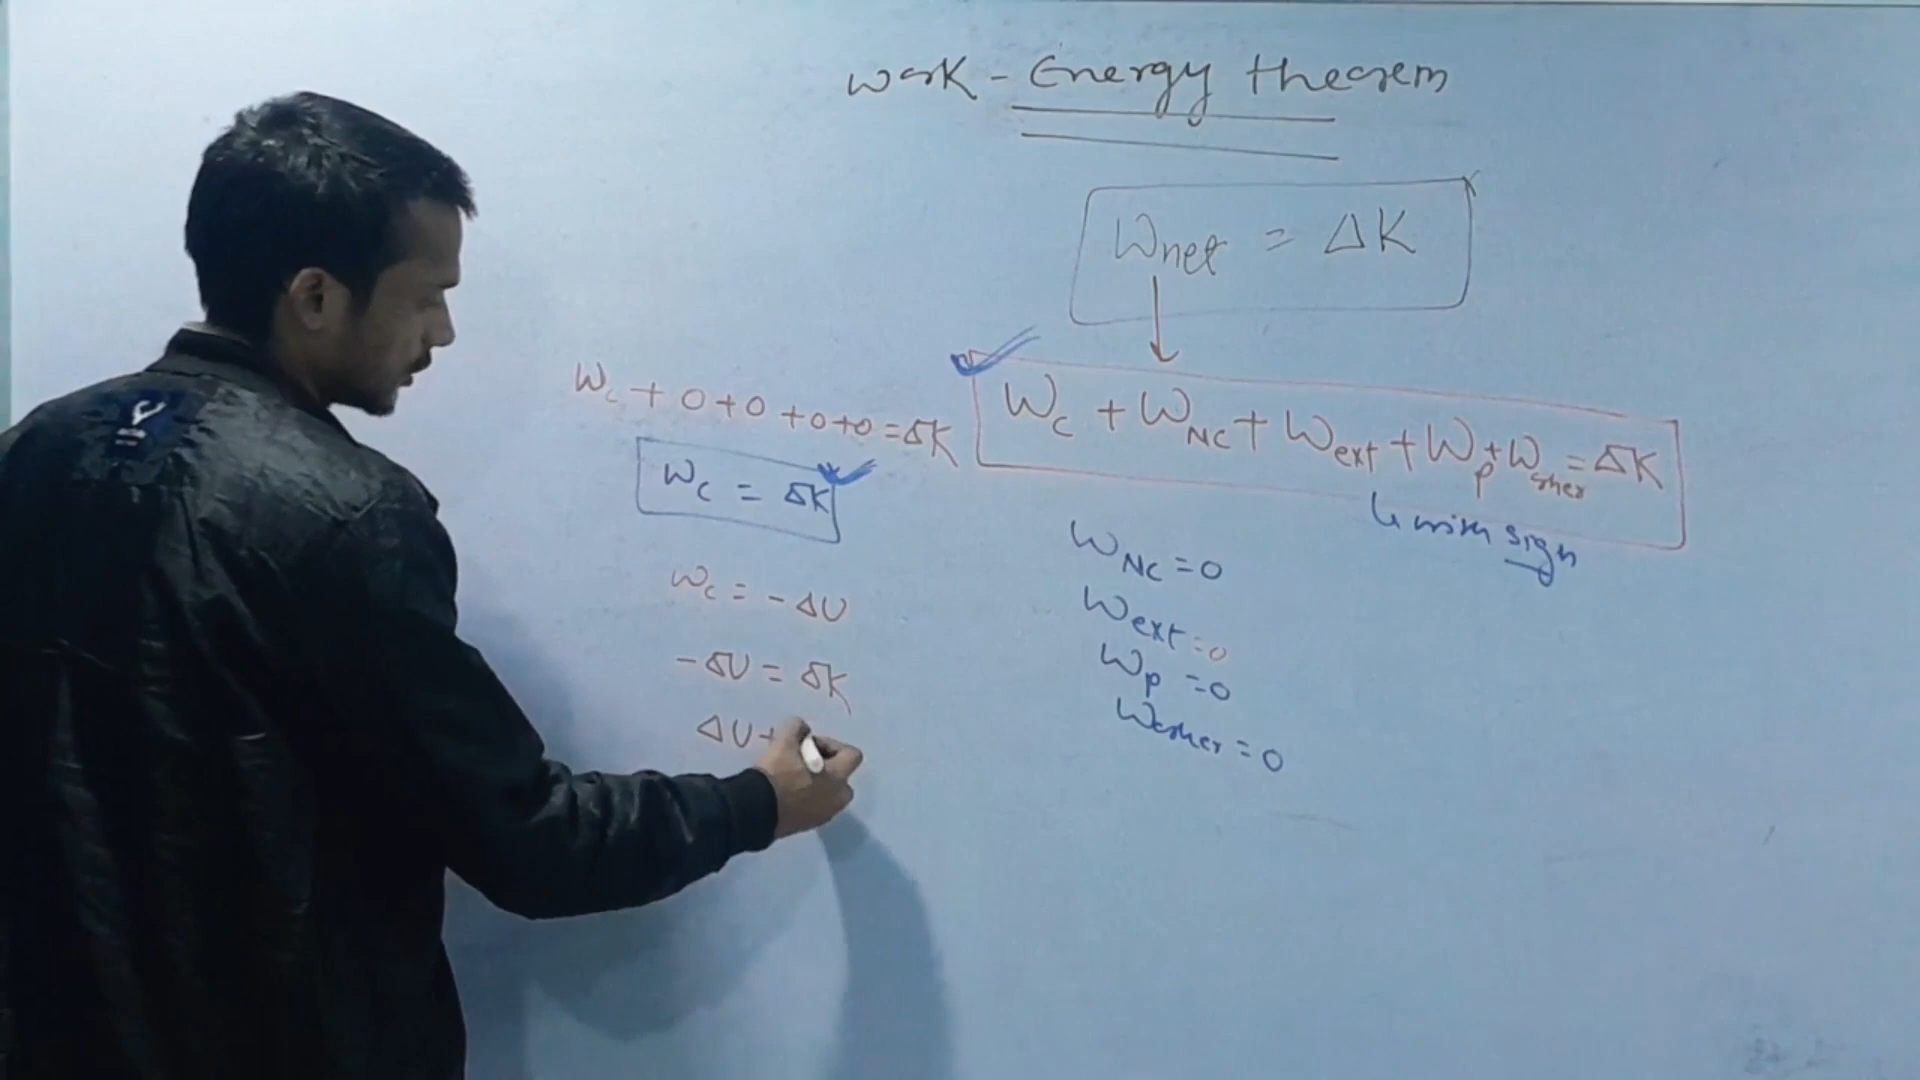 Work - Energy theorem
Wnet = ΔK
Wc + WNC + Wext + Wp + Wother = ΔK
↳ with sign
Wc + 0 + 0 + 0 + 0 = ΔK
Wc = ΔK
Wc = - ΔU
- ΔU = ΔK
ΔU +
WNC = 0
Wext = 0
Wp = 0
Wother = 0